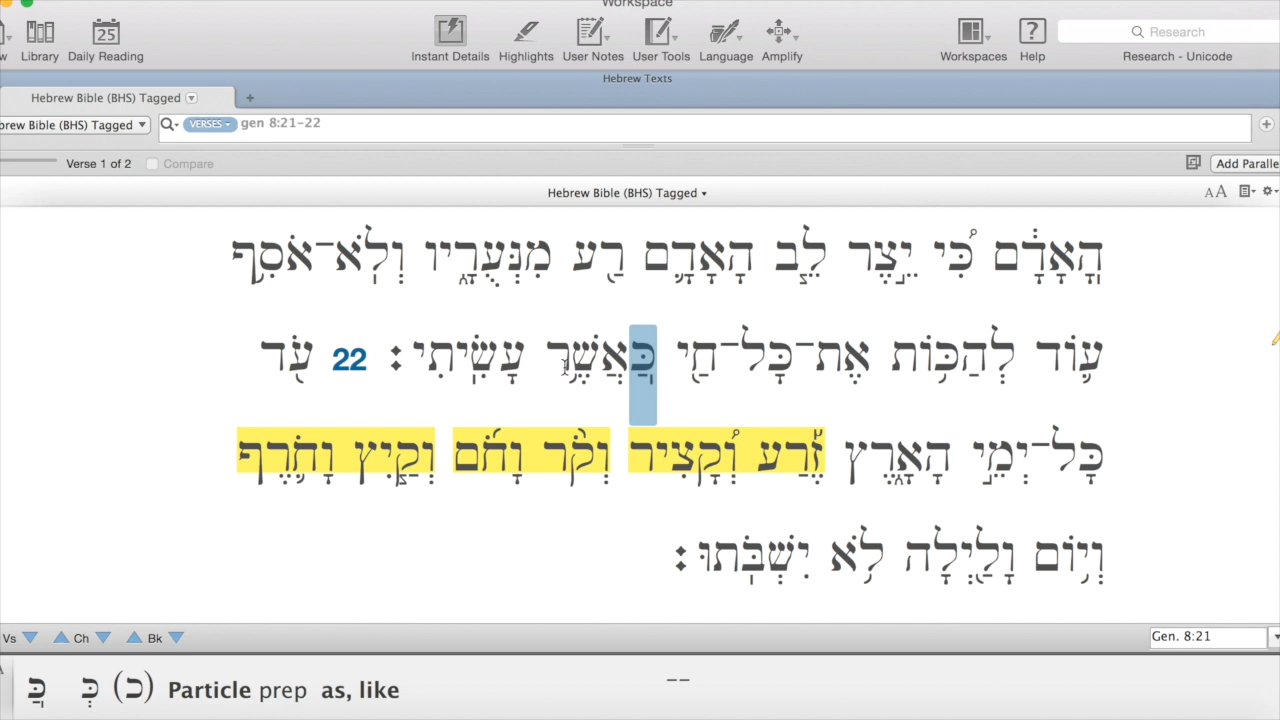 Workspace
Library Daily Reading Instant Details Highlights User Notes User Tools Language Amplify Workspaces Help Research
25 Research - Unicode
Hebrew Texts
Hebrew Bible (BHS) Tagged +
brew Bible (BHS) Tagged VERSES gen 8:21-22
Verse 1 of 2 Compare Add Paralle
Hebrew Bible (BHS) Tagged AA
הָֽאָדָ֔ם כִּ֠י יֵ֣צֶר לֵ֧ב הָאָדָ֛ם רַ֖ע מִנְּעֻרָ֑יו וְלֹֽא־אֹסִ֥ף
ע֛וֹד לְהַכּ֥וֹת אֶת־כָּל־חַ֖י כַּֽאֲשֶׁ֥ר עָשִֽׂיתִי׃ 22 עֹ֖ד
כָּל־יְמֵ֣י הָאָ֑רֶץ זֶ֡רַע וְ֠קָצִיר וְקֹ֨ר וָחֹ֜ם וְקַ֧יִץ וָחֹ֛רֶף
וְי֥וֹם וָלַ֖יְלָה לֹ֥א יִשְׁבֹּֽתוּ׃
Vs Ch Bk Gen. 8:21
כַּֽ כְּ (כ) Particle prep as, like --